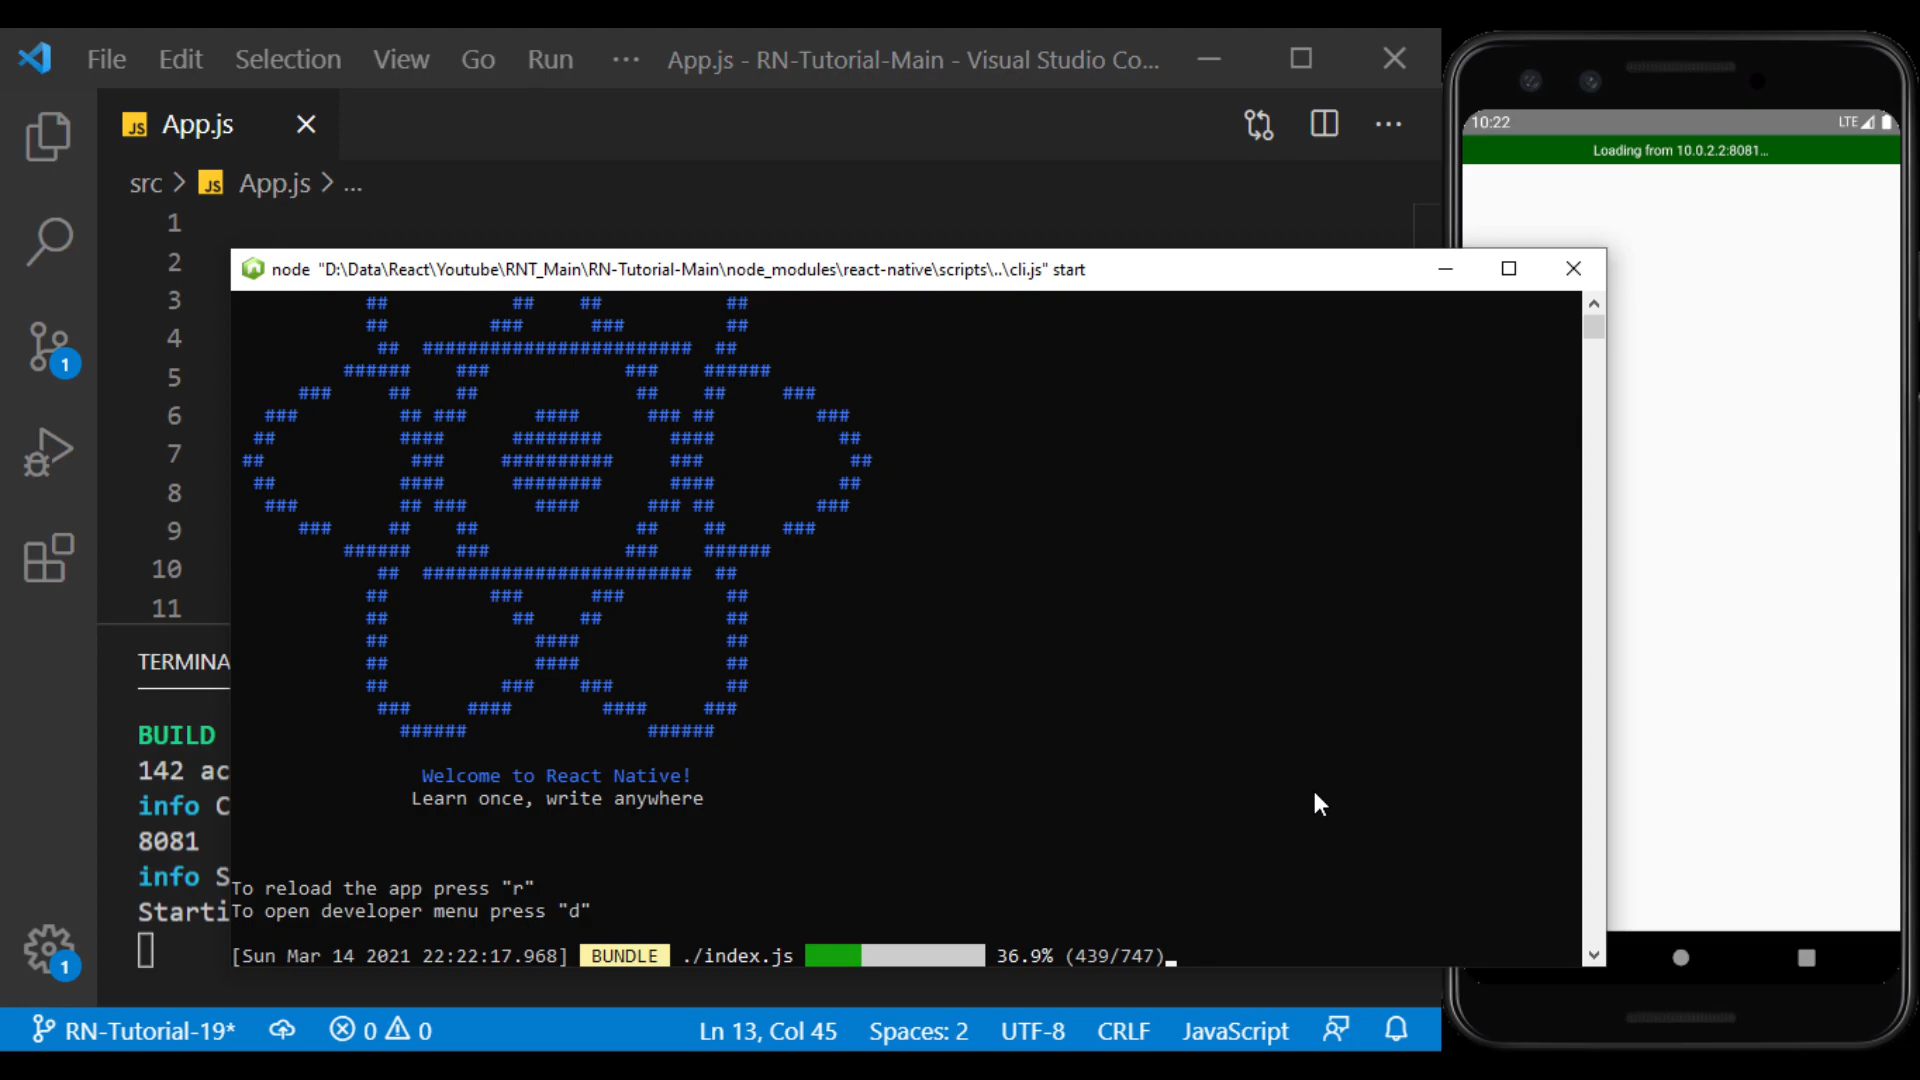 File Edit Selection View Go Run ··· App.js - RN-Tutorial-Main - Visual Studio Co...
JS App.js
src > JS App.js > ...
1
2
3
4
5
6
7
8
9
10
11
node "D:\Data\React\Youtube\RNT_Main\RN-Tutorial-Main\node_modules\react-native\scripts\..\cli.js" start
## ## ## ##
## ### ### ##
## ######################## ##
###### ### ### ######
### ## ## ## ## ###
### ## ### #### ### ## ###
## #### ######## #### ##
## ### ########## ### ##
## #### ######## #### ##
### ## ### #### ### ## ###
### ## ## ## ## ###
###### ### ### ######
## ######################## ##
## ### ### ##
## ## ## ##
## #### ##
## #### ##
## ### ### ##
### #### #### ###
###### ######
Welcome to React Native!
Learn once, write anywhere
To reload the app press "r"
To open developer menu press "d"
[Sun Mar 14 2021 22:22:17.968] BUNDLE ./index.js 36.9% (439/747)
TERMINA
BUILD
142 ac
info C
8081
info S
Starti
1
1
RN-Tutorial-19* 0 0 Ln 13, Col 45 Spaces: 2 UTF-8 CRLF JavaScript
10:22 LTE
Loading from 10.0.2.2:8081...